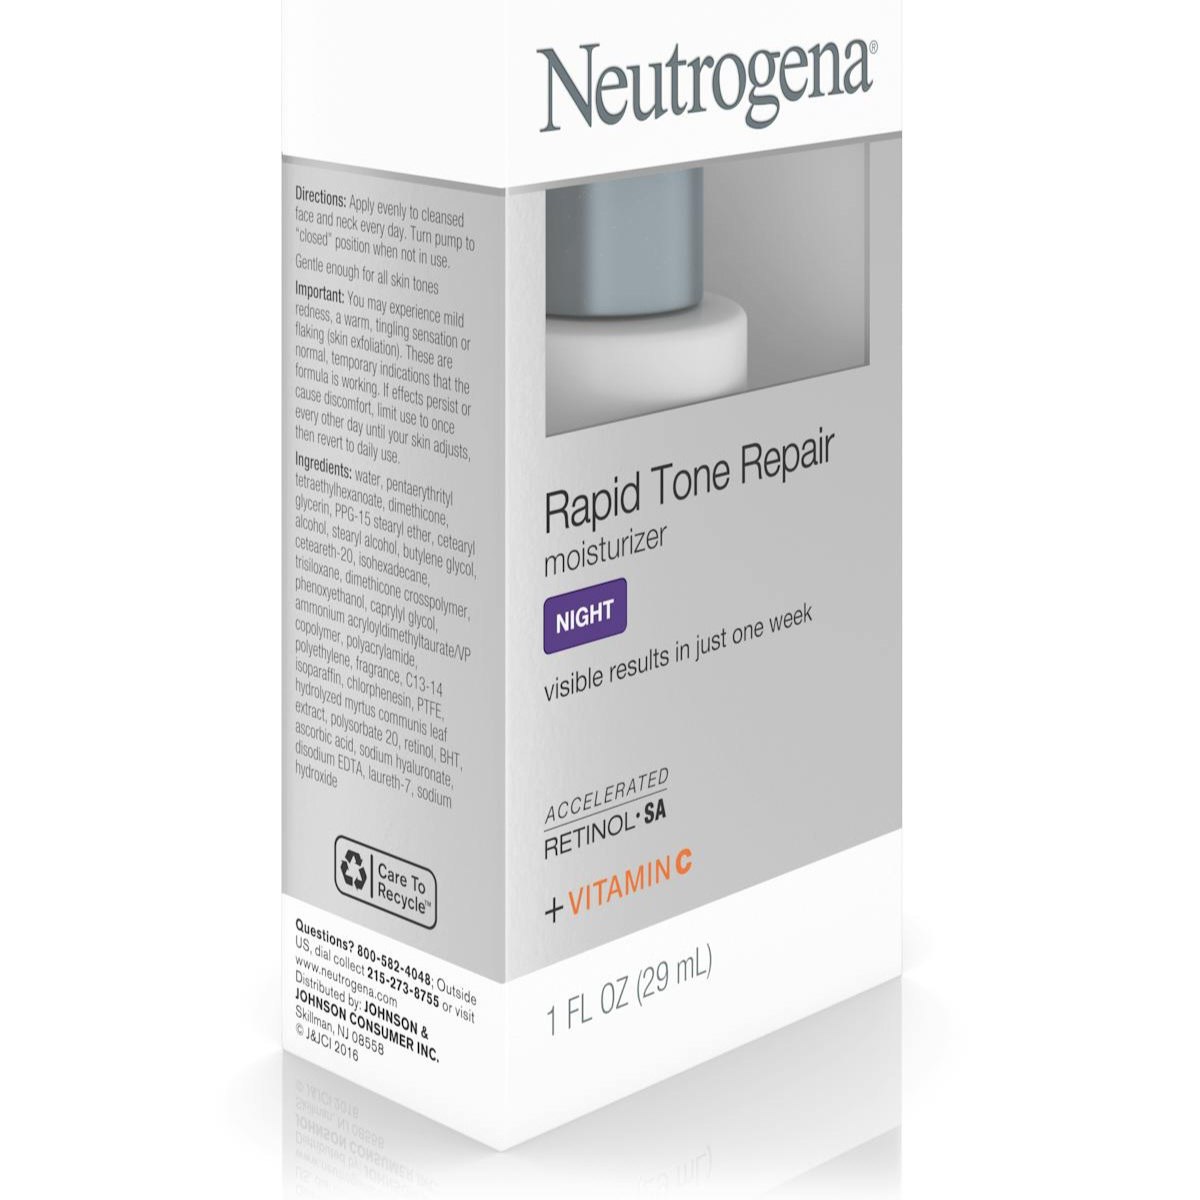 Neutrogena®
Directions: Apply evenly to cleansed
face and neck every day. Turn pump to
"closed" position when not in use.
Gentle enough for all skin tones
Important: You may experience mild
redness, a warm, tingling sensation or
flaking (skin exfoliation). These are
normal, temporary indications that the
formula is working. If effects persist or
cause discomfort, limit use to once
every other day until your skin adjusts,
then revert to daily use.
Ingredients: water, pentaerythrityl
tetraethylhexanoate, dimethicone,
glycerin, PPG-15 stearyl ether, cetearyl
alcohol, stearyl alcohol, butylene glycol,
ceteareth-20, isohexadecane,
trisiloxane, dimethicone crosspolymer,
phenoxyethanol, caprylyl glycol,
ammonium acryloyldimethyltaurate/VP
copolymer, polyacrylamide,
polyethylene, fragrance, C13-14
isoparaffin, chlorphenesin, PTFE,
hydrolyzed myrtus communis leaf
extract, polysorbate 20, retinol, BHT,
ascorbic acid, sodium hyaluronate,
disodium EDTA, laureth-7, sodium
hydroxide
Care To
Recycle™
Questions? 800-582-4048; Outside
US, dial collect 215-273-8755 or visit
www.neutrogena.com
Distributed by: JOHNSON &
JOHNSON CONSUMER INC.
Skillman, NJ 08558
© J&JCI 2016
Rapid Tone Repair
moisturizer
NIGHT
visible results in just one week
ACCELERATED
RETINOL•SA
+VITAMIN C
1 FL OZ (29 mL)